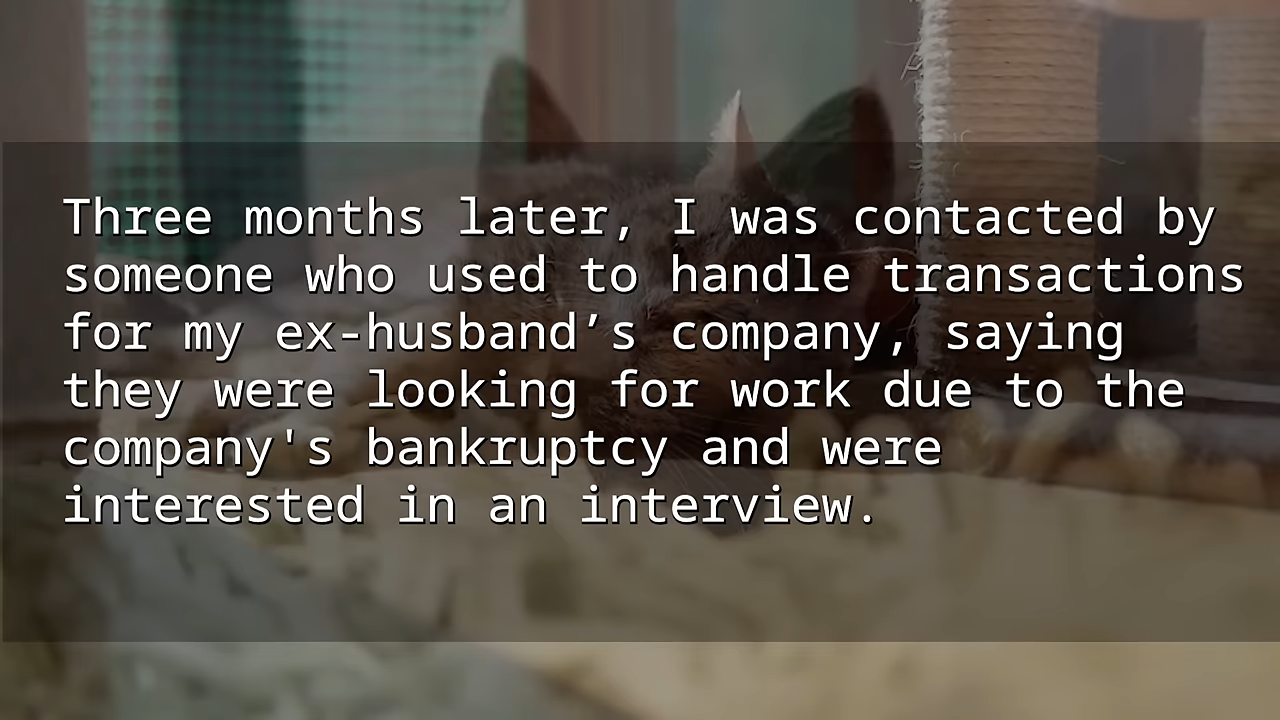 Three months later, I was contacted by
someone who used to handle transactions
for my ex-husband’s company, saying
they were looking for work due to the
company's bankruptcy and were
interested in an interview.